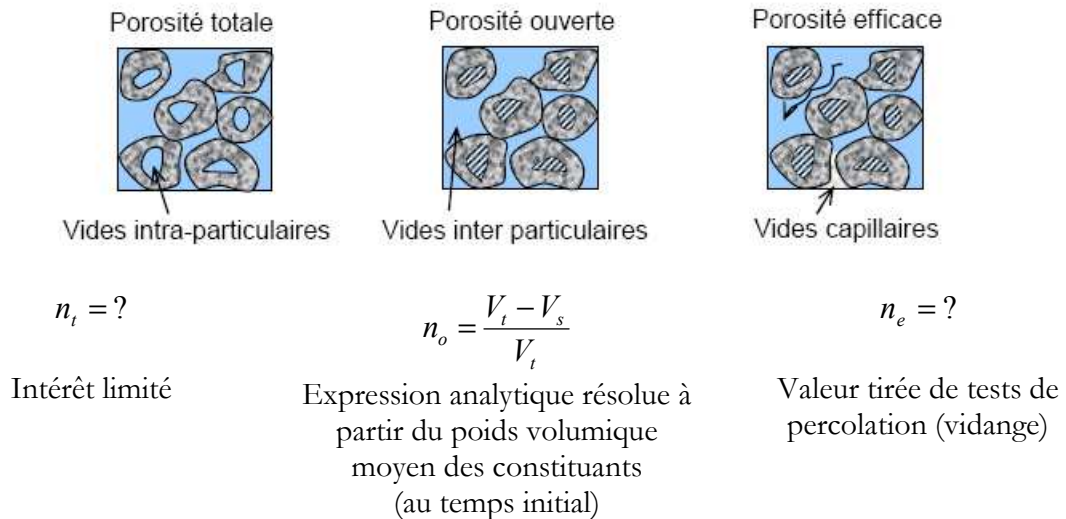 Porosité totale
Porosité ouverte
Porosité efficace
Vides intra-particulaires
Vides inter particulaires
Vides capillaires
n_t = ?
n_o = \frac{V_t - V_s}{V_t}
n_e = ?
Intérêt limité
Expression analytique résolue à
partir du poids volumique
moyen des constituants
(au temps initial)
Valeur tirée de tests de
percolation (vidange)